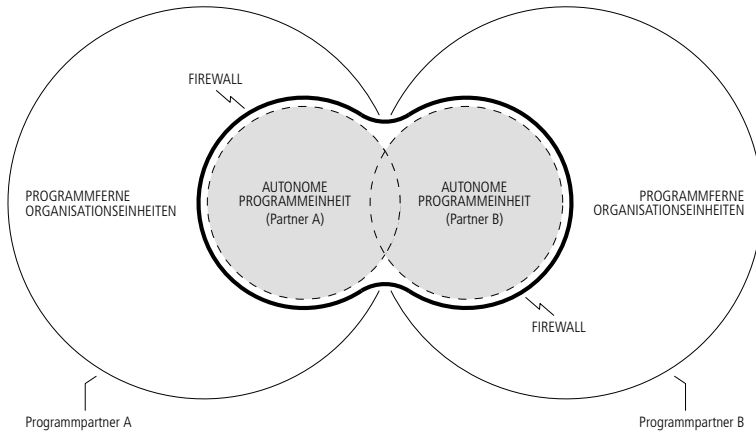 FIREWALL
PROGRAMMFERNE
ORGANISATIONSEINHEITEN
AUTONOME
PROGRAMMEINHEIT
(Partner A)
AUTONOME
PROGRAMMEINHEIT
(Partner B)
PROGRAMMFERNE
ORGANISATIONSEINHEITEN
FIREWALL
Programmpartner A
Programmpartner B